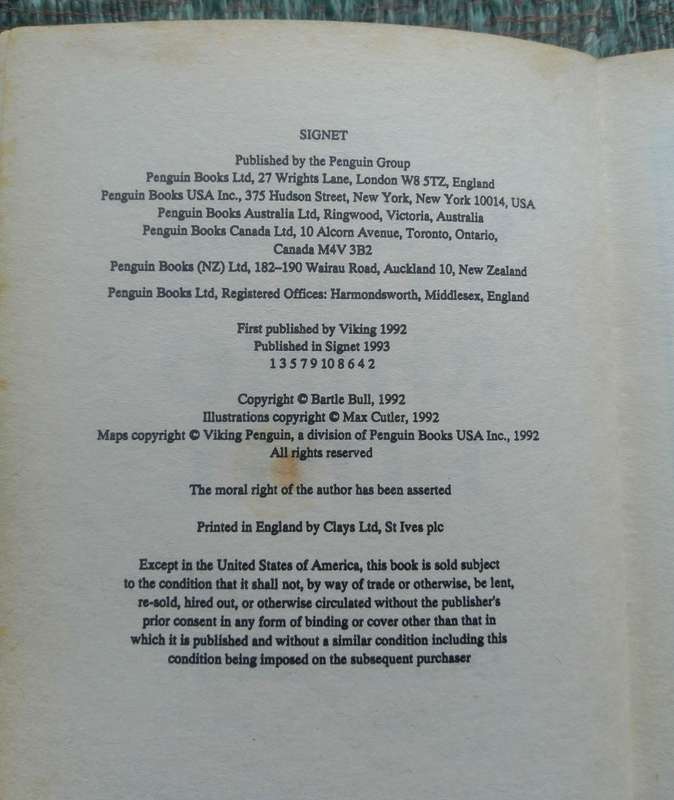 SIGNET
Published by the Penguin Group
Penguin Books Ltd, 27 Wrights Lane, London W8 5TZ, England
Penguin Books USA Inc., 375 Hudson Street, New York, New York 10014, USA
Penguin Books Australia Ltd, Ringwood, Victoria, Australia
Penguin Books Canada Ltd, 10 Alcorn Avenue, Toronto, Ontario,
Canada M4V 3B2
Penguin Books (NZ) Ltd, 182–190 Wairau Road, Auckland 10, New Zealand
Penguin Books Ltd, Registered Offices: Harmondsworth, Middlesex, England
First published by Viking 1992
Published in Signet 1993
1 3 5 7 9 10 8 6 4 2
Copyright © Bartle Bull, 1992
Illustrations copyright © Max Cutler, 1992
Maps copyright © Viking Penguin, a division of Penguin Books USA Inc., 1992
All rights reserved
The moral right of the author has been asserted
Printed in England by Clays Ltd, St Ives plc
Except in the United States of America, this book is sold subject
to the condition that it shall not, by way of trade or otherwise, be lent,
re-sold, hired out, or otherwise circulated without the publisher's
prior consent in any form of binding or cover other than that in
which it is published and without a similar condition including this
condition being imposed on the subsequent purchaser